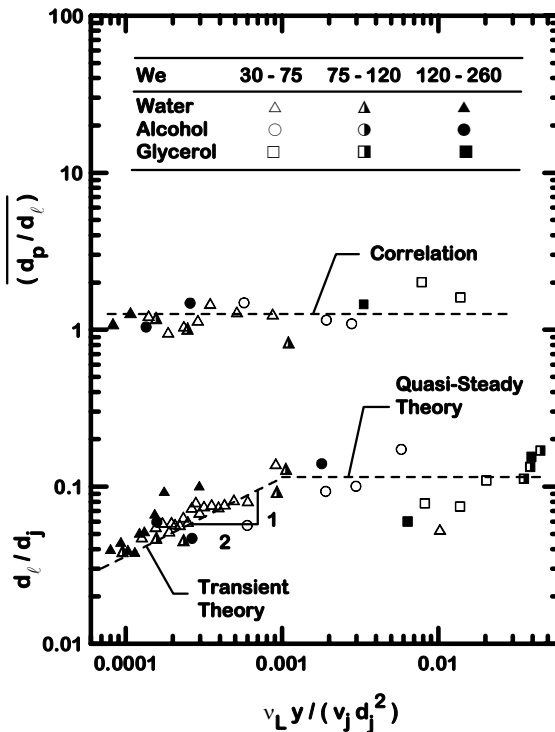 100
We 30 - 75 75 - 120 120 - 260
Water
Alcohol
Glycerol
10
(d_p / d_ℓ)
Correlation
1
Quasi-Steady
Theory
0.1
1
2
d_ℓ / d_j
Transient
Theory
0.01
0.0001 0.001 0.01
ν_L y / ( v_j d_j^2 )